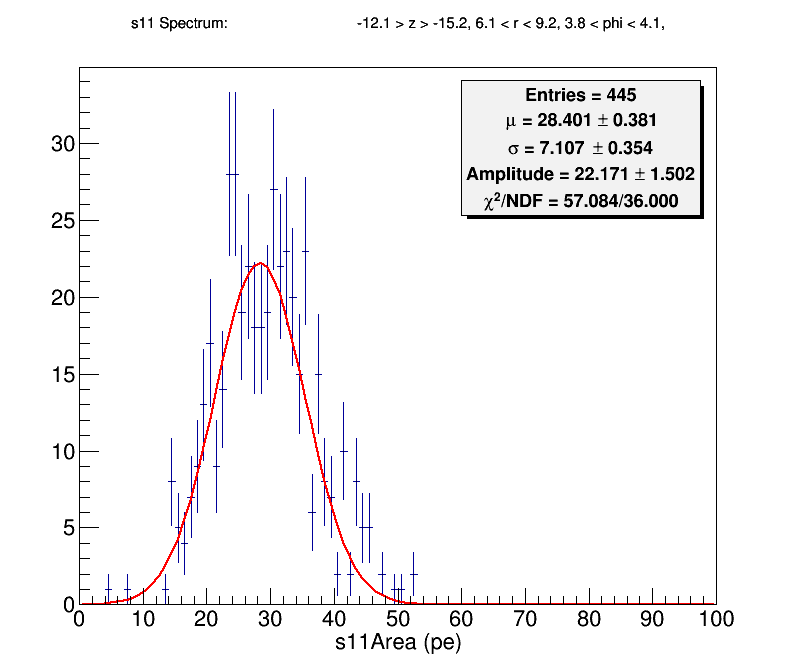 s11 Spectrum: -12.1 > z > -15.2, 6.1 < r < 9.2, 3.8 < phi < 4.1,
Entries = 445
μ = 28.401 ± 0.381
σ = 7.107 ± 0.354
Amplitude = 22.171 ± 1.502
χ²/NDF = 57.084/36.000
30
25
20
15
10
5
0
0 10 20 30 40 50 60 70 80 90 100
s11Area (pe)